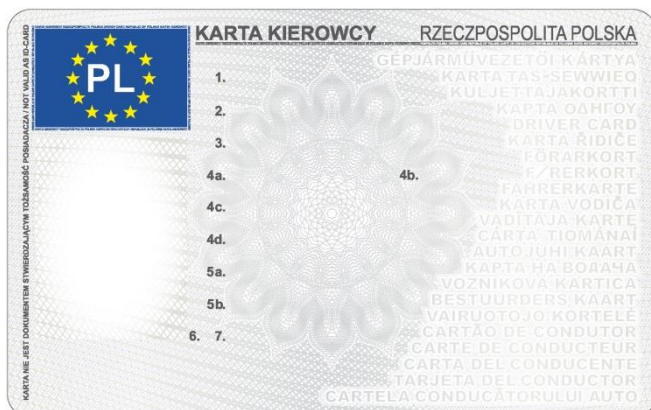 KARTA KIEROWCY RZECZPOSPOLITA POLSKA
PL
KARTA NIE JEST DOKUMENTEM STWIERDZAJĄCYM TOŻSAMOŚĆ POSIADACZA / NOT VALID AS ID-CARD
1.
2.
3.
4a. 4b.
4c.
4d.
5a.
5b.
6. 7.
GÉPJÁRMŰVEZETŐI KÁRTYA
KARTA TAS-SEWWIEQ
KULJETTAJAKORTTI
ΚΑΡΤΑ ΟΔΗΓΟΥ
DRIVER CARD
KARTA ŘIDIČE
FÖRARKORT
F/RERKORT
FAHRERKARTE
KARTA VODIČA
VADĪTĀJA KARTE
CÁRTA TIOMÁNAÍ
AUTOJUHI KAART
КАРТА НА ВОДАЧА
VOZNIKOVA KARTICA
BESTUURDERS KAART
VAIRUOTOJO KORTELĖ
CARTÃO DE CONDUTOR
CARTE DE CONDUCTEUR
CARTA DEL CONDUCENTE
TARJETA DEL CONDUCTOR
CARTELA CONDUCĂTORULUI AUTO